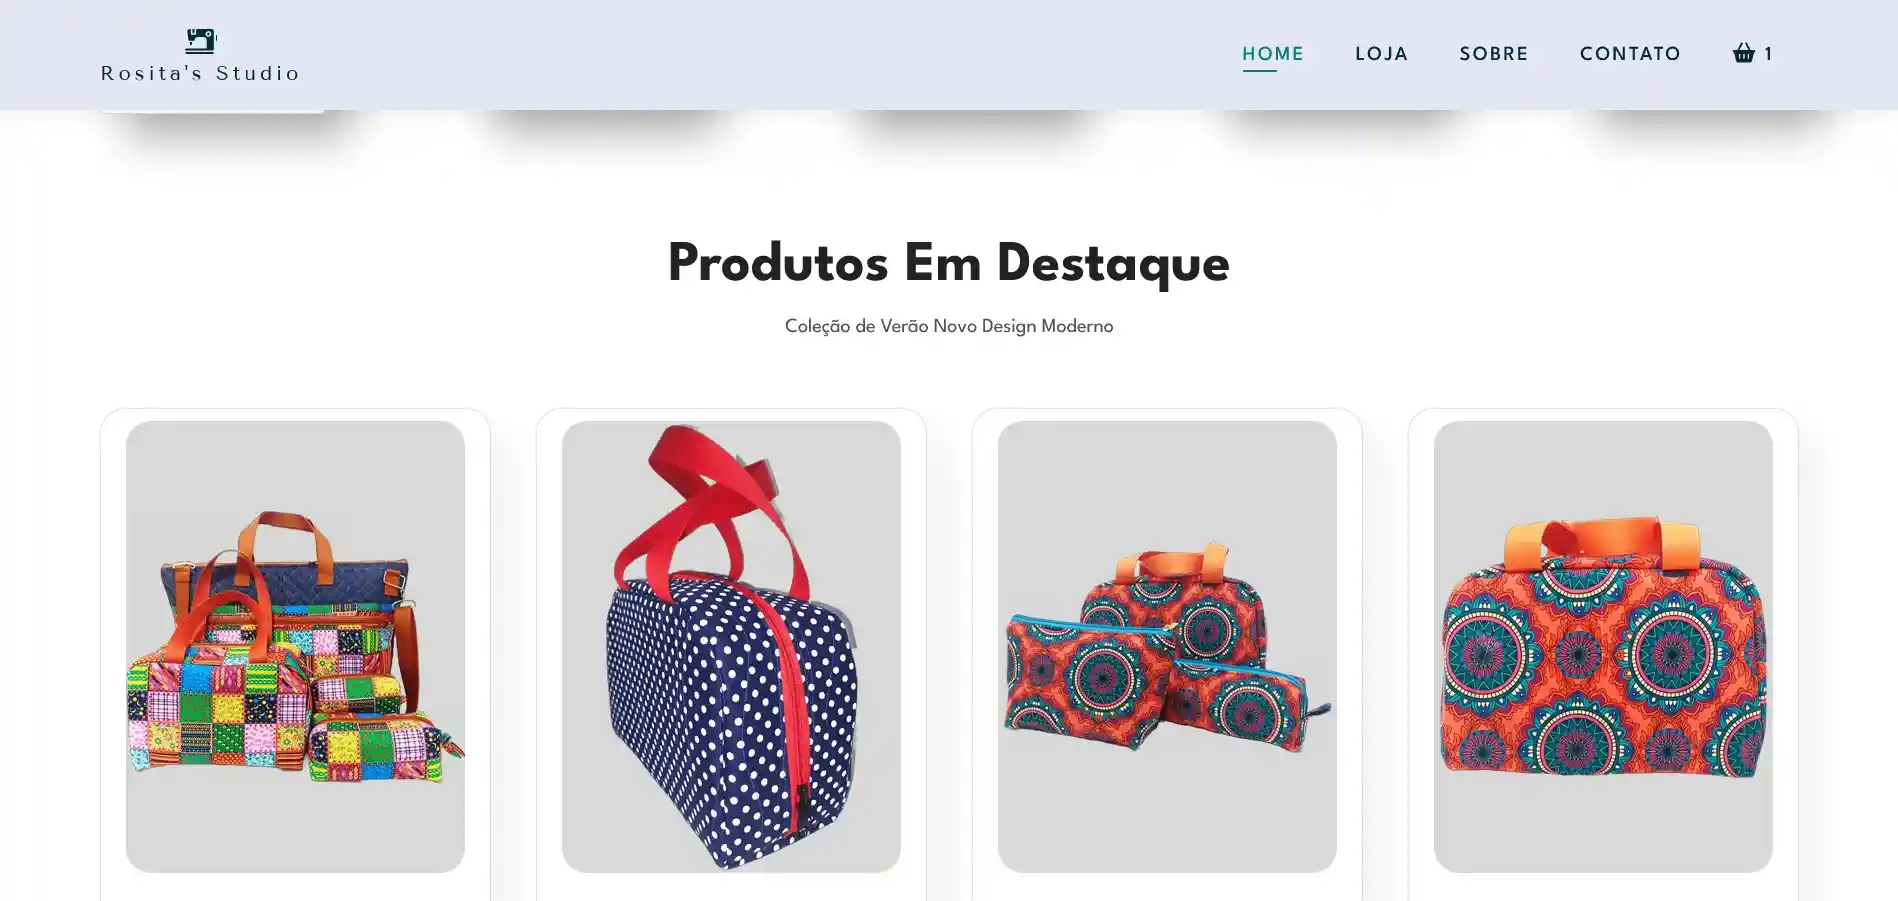 Rosita's Studio
HOME LOJA SOBRE CONTATO 1
Produtos Em Destaque
Coleção de Verão Novo Design Moderno